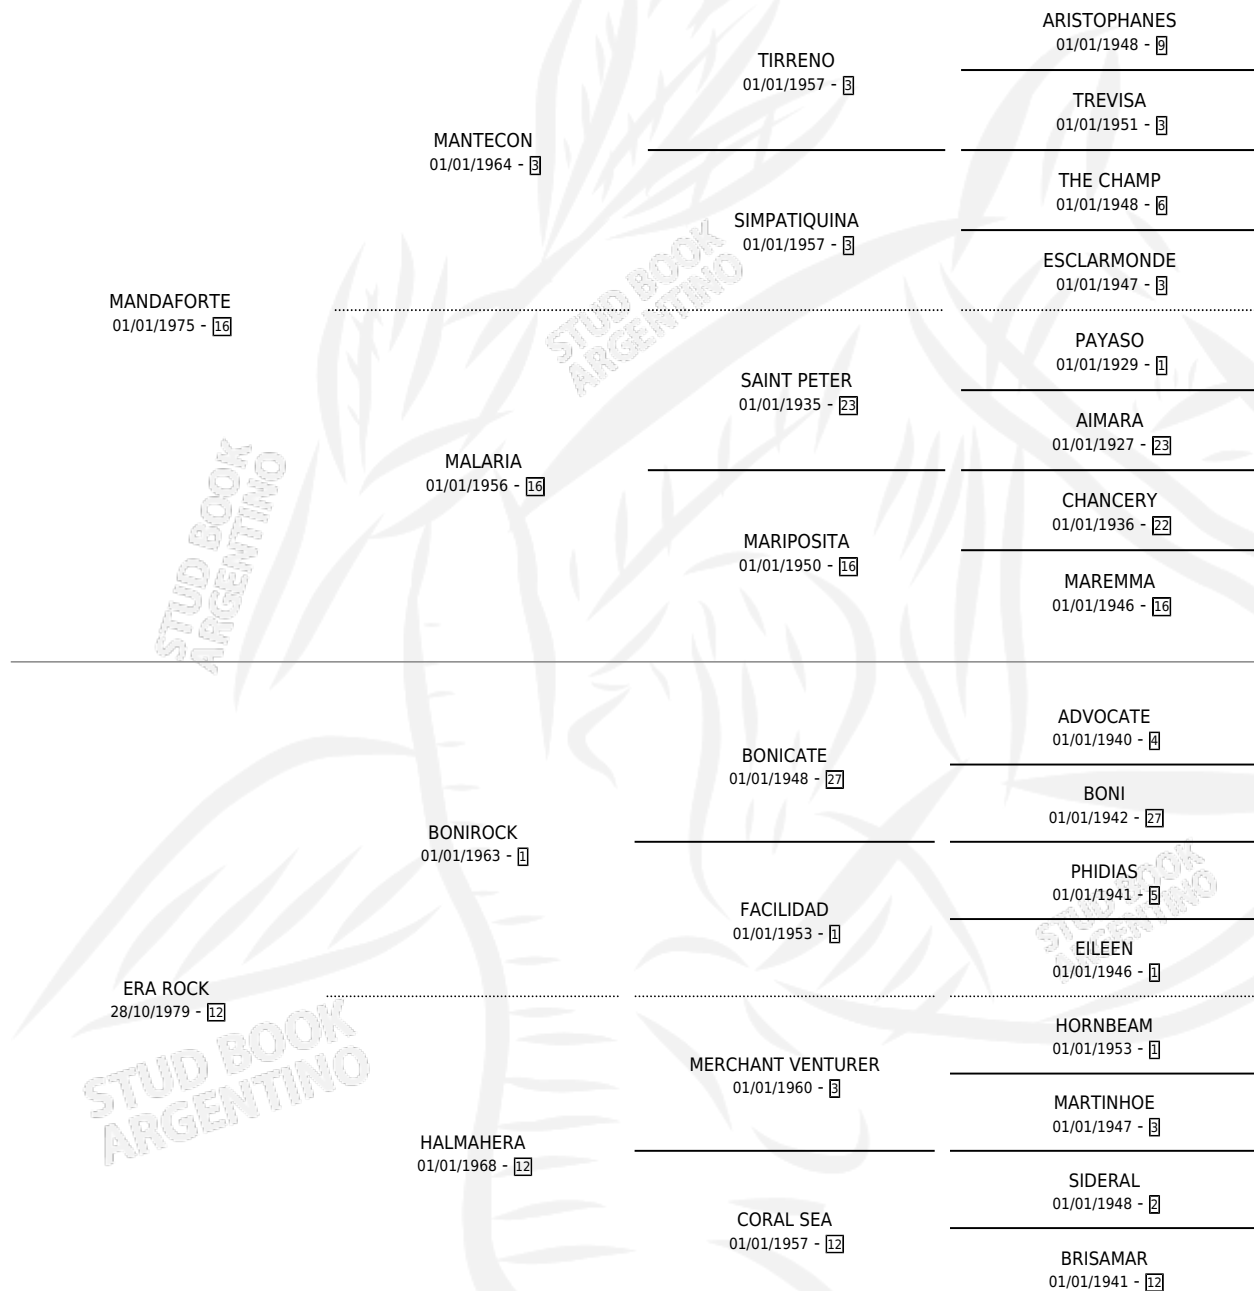 ARISTOPHANES
01/01/1948 - 9
TIRRENO
01/01/1957 - 3
TREVISA
01/01/1951 - 3
MANTECON
01/01/1964 - 3
THE CHAMP
01/01/1948 - 6
SIMPATIQUINA
01/01/1957 - 3
ESCLARMONDE
01/01/1947 - 3
MANDAFORTE
01/01/1975 - 16
PAYASO
01/01/1929 - 1
SAINT PETER
01/01/1935 - 23
AIMARA
01/01/1927 - 23
MALARIA
01/01/1956 - 16
CHANCERY
01/01/1936 - 22
MARIPOSITA
01/01/1950 - 16
MAREMMA
01/01/1946 - 16
STUD BOOK
ARGENTINO
STUD BOOK
ARGENTINO
ADVOCATE
01/01/1940 - 4
BONICATE
01/01/1948 - 27
BONI
01/01/1942 - 27
BONIROCK
01/01/1963 - 1
PHIDIAS
01/01/1941 - 5
FACILIDAD
01/01/1953 - 1
EILEEN
01/01/1946 - 1
ERA ROCK
28/10/1979 - 12
HORNBEAM
01/01/1953 - 1
MERCHANT VENTURER
01/01/1960 - 3
MARTINHOE
01/01/1947 - 3
HALMAHERA
01/01/1968 - 12
SIDERAL
01/01/1948 - 2
CORAL SEA
01/01/1957 - 12
BRISAMAR
01/01/1941 - 12
STUD BOOK
ARGENTINO
STUD BOOK
ARGENTINO